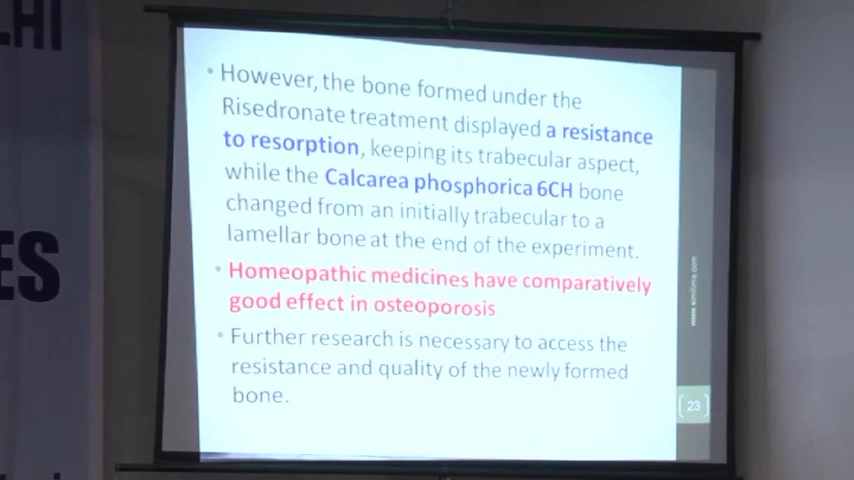 LHI
ES
• However, the bone formed under the
Risedronate treatment displayed a resistance
to resorption, keeping its trabecular aspect,
while the Calcarea phosphorica 6CH bone
changed from an initially trabecular to a
lamellar bone at the end of the experiment.
• Homeopathic medicines have comparatively
good effect in osteoporosis
• Further research is necessary to access the
resistance and quality of the newly formed
bone.
www.similima.com
23